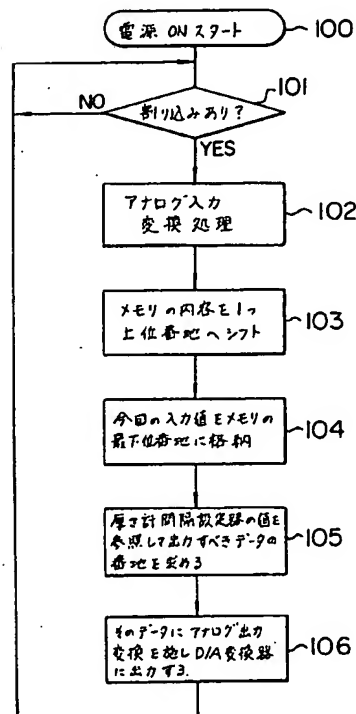 電源 ONスタート
100
割り込みあり?
101
NO
YES
アナログ入力
変換処理
102
メモリの内容を1つ
上位番地へシフト
103
今回の入力値をメモリの
最下位番地に格納
104
厚さ計間隔設定器の値を
参照して出力すべきデータの
番地を求める
105
そのデータにアナログ出力
変換を施しD/A変換器
に出力する.
106